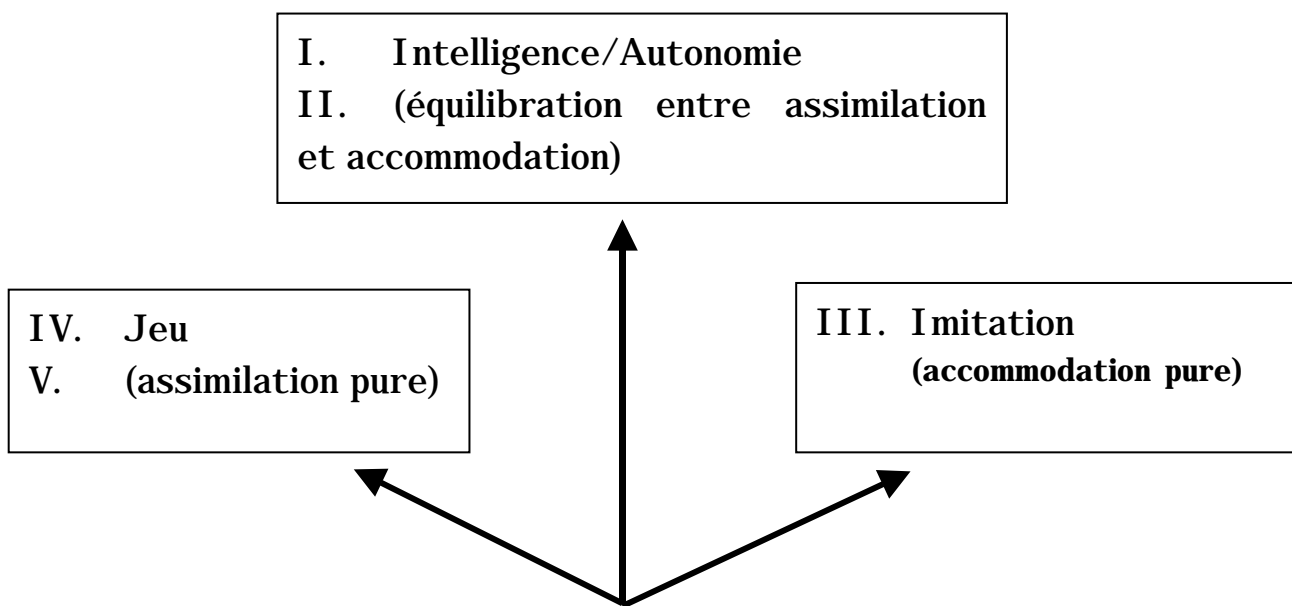 I. Intelligence/Autonomie
II. (équilibration entre assimilation
et accommodation)
IV. Jeu
V. (assimilation pure)
III. Imitation
(accommodation pure)